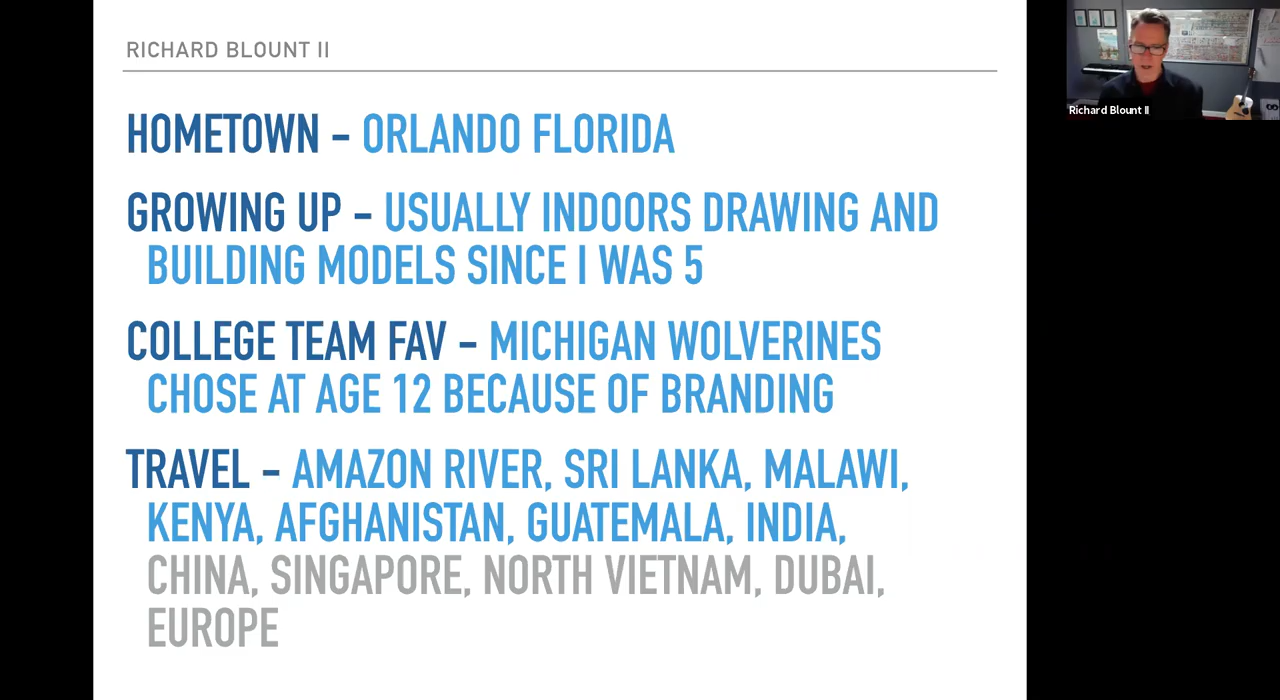 RICHARD BLOUNT II
HOMETOWN – ORLANDO FLORIDA
GROWING UP – USUALLY INDOORS DRAWING AND
BUILDING MODELS SINCE I WAS 5
COLLEGE TEAM FAV – MICHIGAN WOLVERINES
CHOSE AT AGE 12 BECAUSE OF BRANDING
TRAVEL – AMAZON RIVER, SRI LANKA, MALAWI,
KENYA, AFGHANISTAN, GUATEMALA, INDIA,
CHINA, SINGAPORE, NORTH VIETNAM, DUBAI,
EUROPE
Richard Blount II